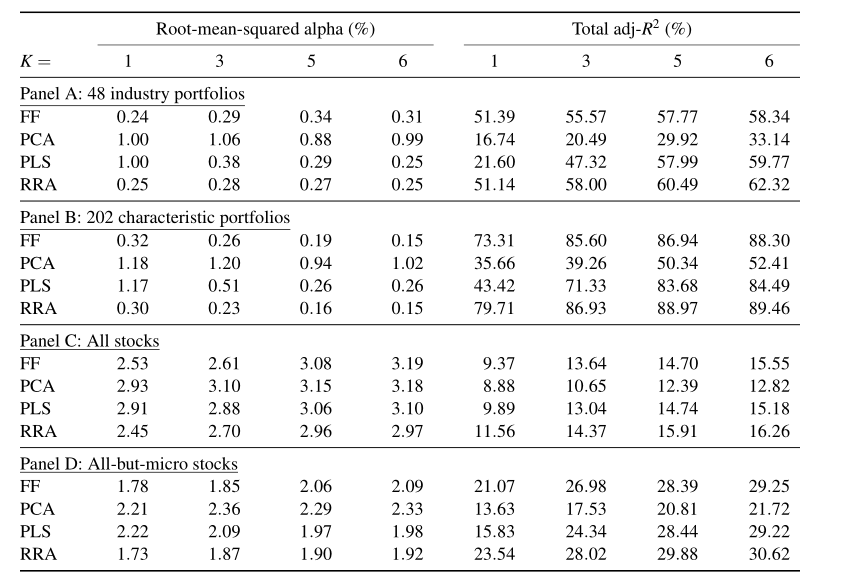 Root-mean-squared alpha (%) Total adj-R² (%)
K = 1 3 5 6 1 3 5 6
Panel A: 48 industry portfolios
FF 0.24 0.29 0.34 0.31 51.39 55.57 57.77 58.34
PCA 1.00 1.06 0.88 0.99 16.74 20.49 29.92 33.14
PLS 1.00 0.38 0.29 0.25 21.60 47.32 57.99 59.77
RRA 0.25 0.28 0.27 0.25 51.14 58.00 60.49 62.32
Panel B: 202 characteristic portfolios
FF 0.32 0.26 0.19 0.15 73.31 85.60 86.94 88.30
PCA 1.18 1.20 0.94 1.02 35.66 39.26 50.34 52.41
PLS 1.17 0.51 0.26 0.26 43.42 71.33 83.68 84.49
RRA 0.30 0.23 0.16 0.15 79.71 86.93 88.97 89.46
Panel C: All stocks
FF 2.53 2.61 3.08 3.19 9.37 13.64 14.70 15.55
PCA 2.93 3.10 3.15 3.18 8.88 10.65 12.39 12.82
PLS 2.91 2.88 3.06 3.10 9.89 13.04 14.74 15.18
RRA 2.45 2.70 2.96 2.97 11.56 14.37 15.91 16.26
Panel D: All-but-micro stocks
FF 1.78 1.85 2.06 2.09 21.07 26.98 28.39 29.25
PCA 2.21 2.36 2.29 2.33 13.63 17.53 20.81 21.72
PLS 2.22 2.09 1.97 1.98 15.83 24.34 28.44 29.22
RRA 1.73 1.87 1.90 1.92 23.54 28.02 29.88 30.62